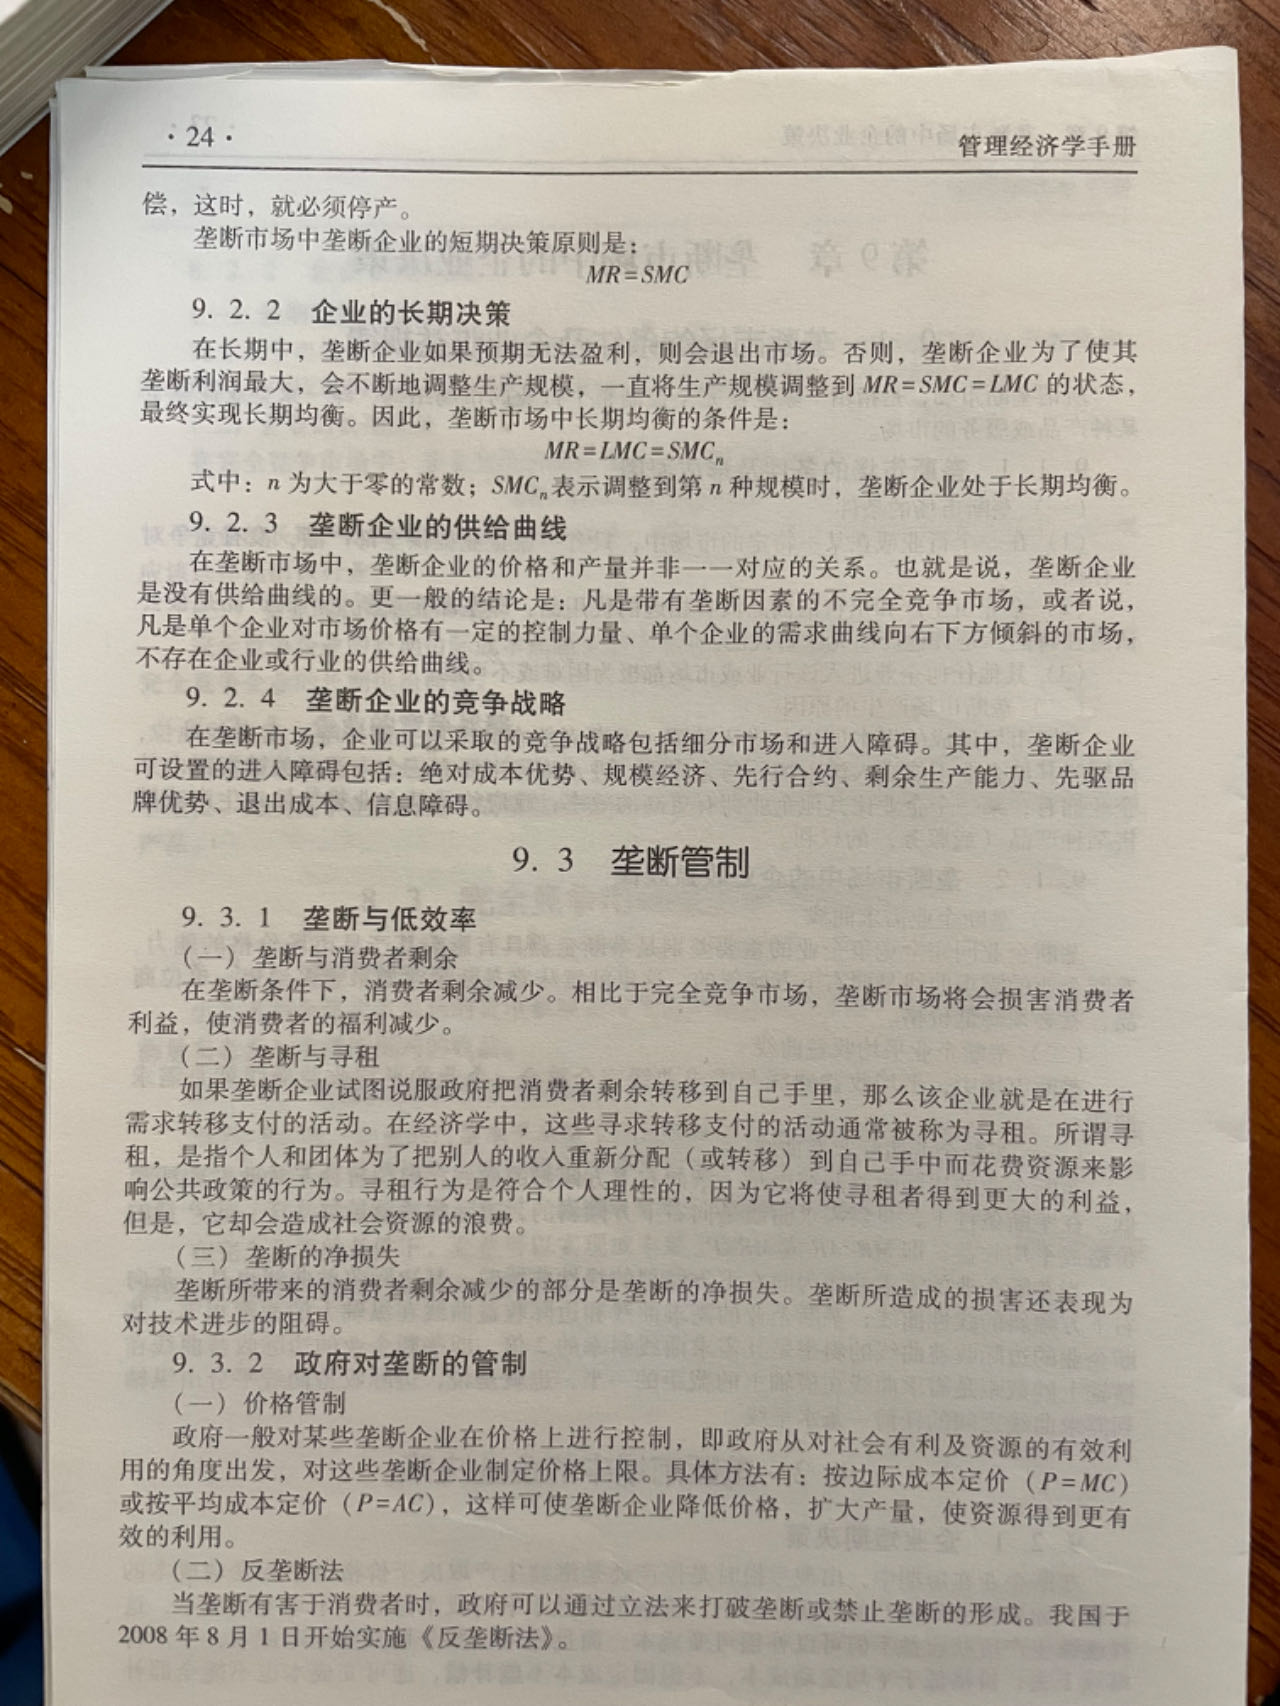 ·24·
管理经济学手册
偿，这时，就必须停产。
垄断市场中垄断企业的短期决策原则是：
MR=SMC
9.2.2 企业的长期决策
在长期中，垄断企业如果预期无法盈利，则会退出市场。否则，垄断企业为了使其
垄断利润最大，会不断地调整生产规模，一直将生产规模调整到 MR=SMC=LMC 的状态，
最终实现长期均衡。因此，垄断市场中长期均衡的条件是：
MR=LMC=SMCₙ
式中：n 为大于零的常数；SMCₙ表示调整到第 n 种规模时，垄断企业处于长期均衡。
9.2.3 垄断企业的供给曲线
在垄断市场中，垄断企业的价格和产量并非一一对应的关系。也就是说，垄断企业
是没有供给曲线的。更一般的结论是：凡是带有垄断因素的不完全竞争市场，或者说，
凡是单个企业对市场价格有一定的控制力量、单个企业的需求曲线向右下方倾斜的市场，
不存在企业或行业的供给曲线。
9.2.4 垄断企业的竞争战略
在垄断市场，企业可以采取的竞争战略包括细分市场和进入障碍。其中，垄断企业
可设置的进入障碍包括：绝对成本优势、规模经济、先行合约、剩余生产能力、先驱品
牌优势、退出成本、信息障碍。
9.3 垄断管制
9.3.1 垄断与低效率
（一）垄断与消费者剩余
在垄断条件下，消费者剩余减少。相比于完全竞争市场，垄断市场将会损害消费者
利益，使消费者的福利减少。
（二）垄断与寻租
如果垄断企业试图说服政府把消费者剩余转移到自己手里，那么该企业就是在进行
需求转移支付的活动。在经济学中，这些寻求转移支付的活动通常被称为寻租。所谓寻
租，是指个人和团体为了把别人的收入重新分配（或转移）到自己手中而花费资源来影
响公共政策的行为。寻租行为是符合个人理性的，因为它将使寻租者得到更大的利益，
但是，它却会造成社会资源的浪费。
（三）垄断的净损失
垄断所带来的消费者剩余减少的部分是垄断的净损失。垄断所造成的损害还表现为
对技术进步的阻碍。
9.3.2 政府对垄断的管制
（一）价格管制
政府一般对某些垄断企业在价格上进行控制，即政府从对社会有利及资源的有效利
用的角度出发，对这些垄断企业制定价格上限。具体方法有：按边际成本定价（P=MC）
或按平均成本定价（P=AC），这样可使垄断企业降低价格，扩大产量，使资源得到更有
效的利用。
（二）反垄断法
当垄断有害于消费者时，政府可以通过立法来打破垄断或禁止垄断的形成。我国于
2008 年 8 月 1 日开始实施《反垄断法》。